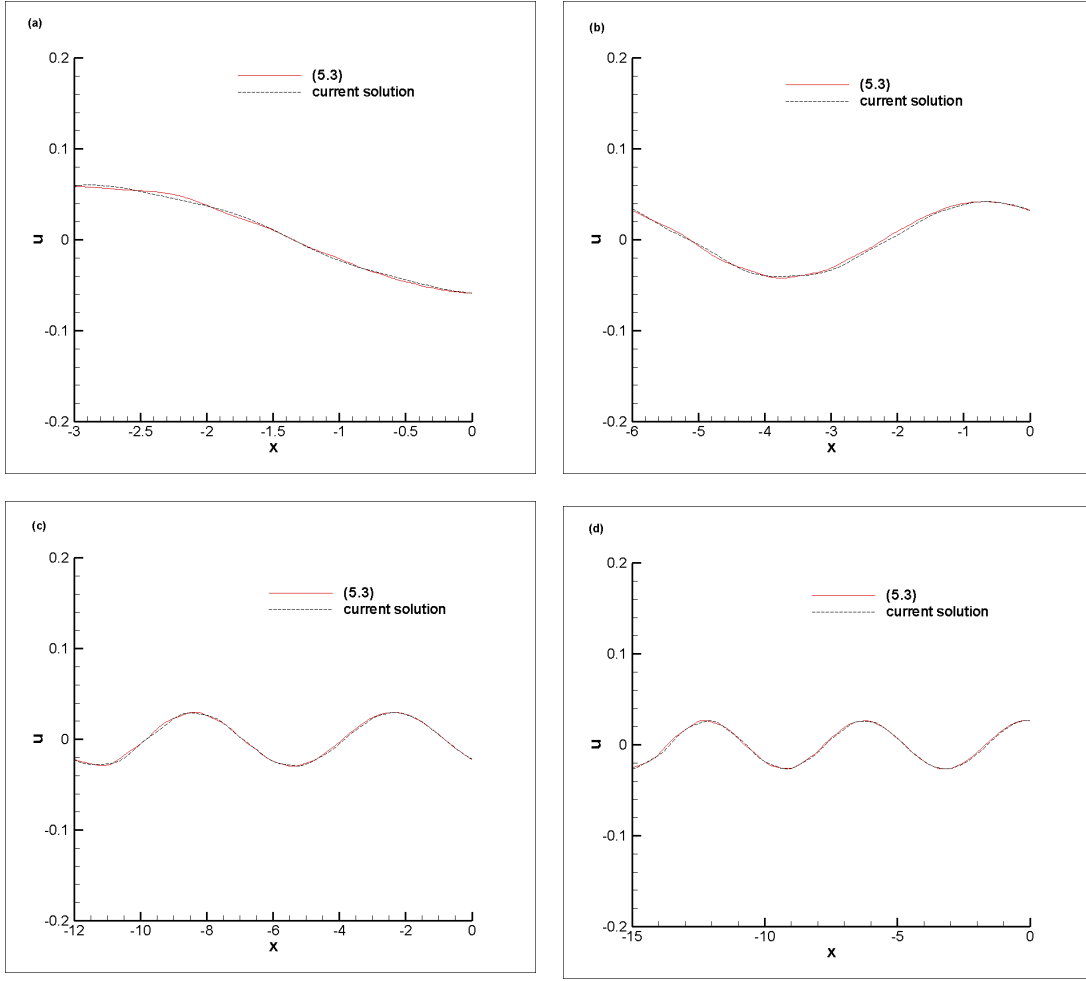 (a)
0.2
(5.3)
current solution
0.1
u
0
-0.1
-0.2
-3 -2.5 -2 -1.5 -1 -0.5 0
x
(b)
0.2
(5.3)
current solution
0.1
u
0
-0.1
-0.2
-6 -5 -4 -3 -2 -1 0
x
(c)
0.2
(5.3)
current solution
0.1
u
0
-0.1
-0.2
-12 -10 -8 -6 -4 -2 0
x
(d)
0.2
(5.3)
current solution
0.1
u
0
-0.1
-0.2
-15 -10 -5 0
x